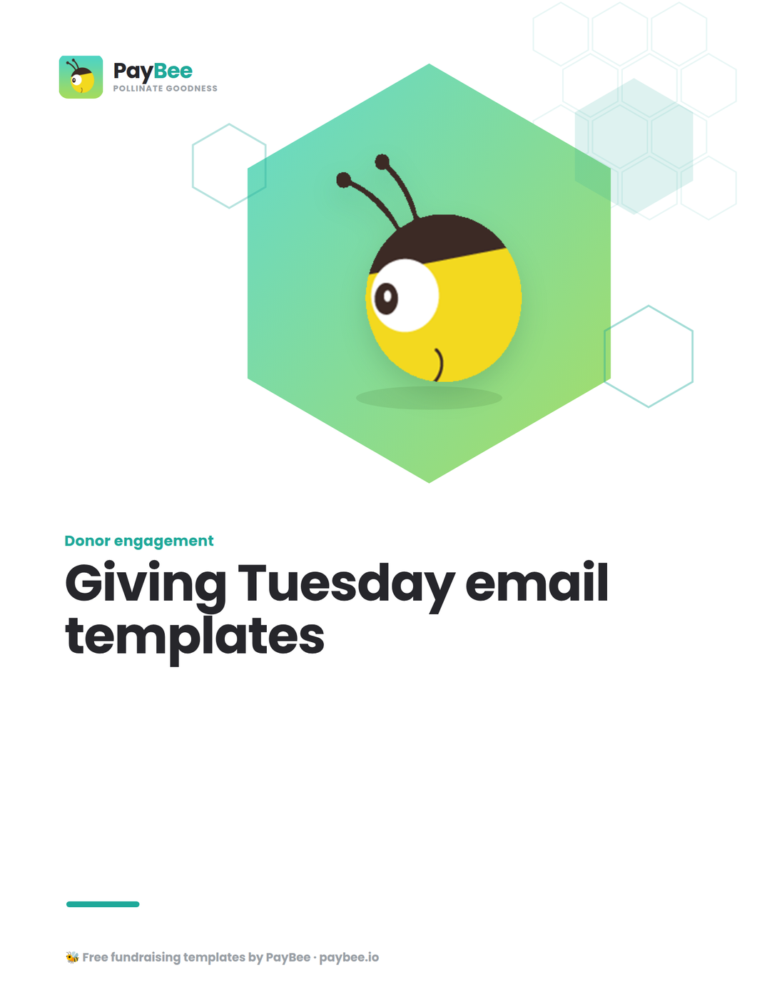 PayBee
POLLINATE GOODNESS
Donor engagement
Giving Tuesday email
templates
🐝 Free fundraising templates by PayBee · paybee.io